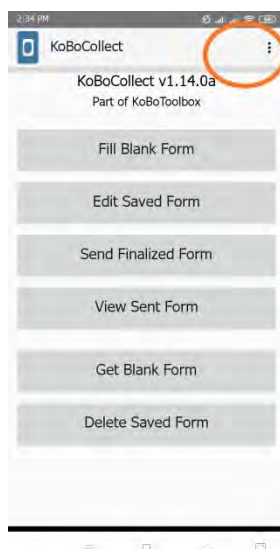 2:34 PM
KoBoCollect
KoBoCollect v1.14.0a
Part of KoBoToolbox
Fill Blank Form
Edit Saved Form
Send Finalized Form
View Sent Form
Get Blank Form
Delete Saved Form